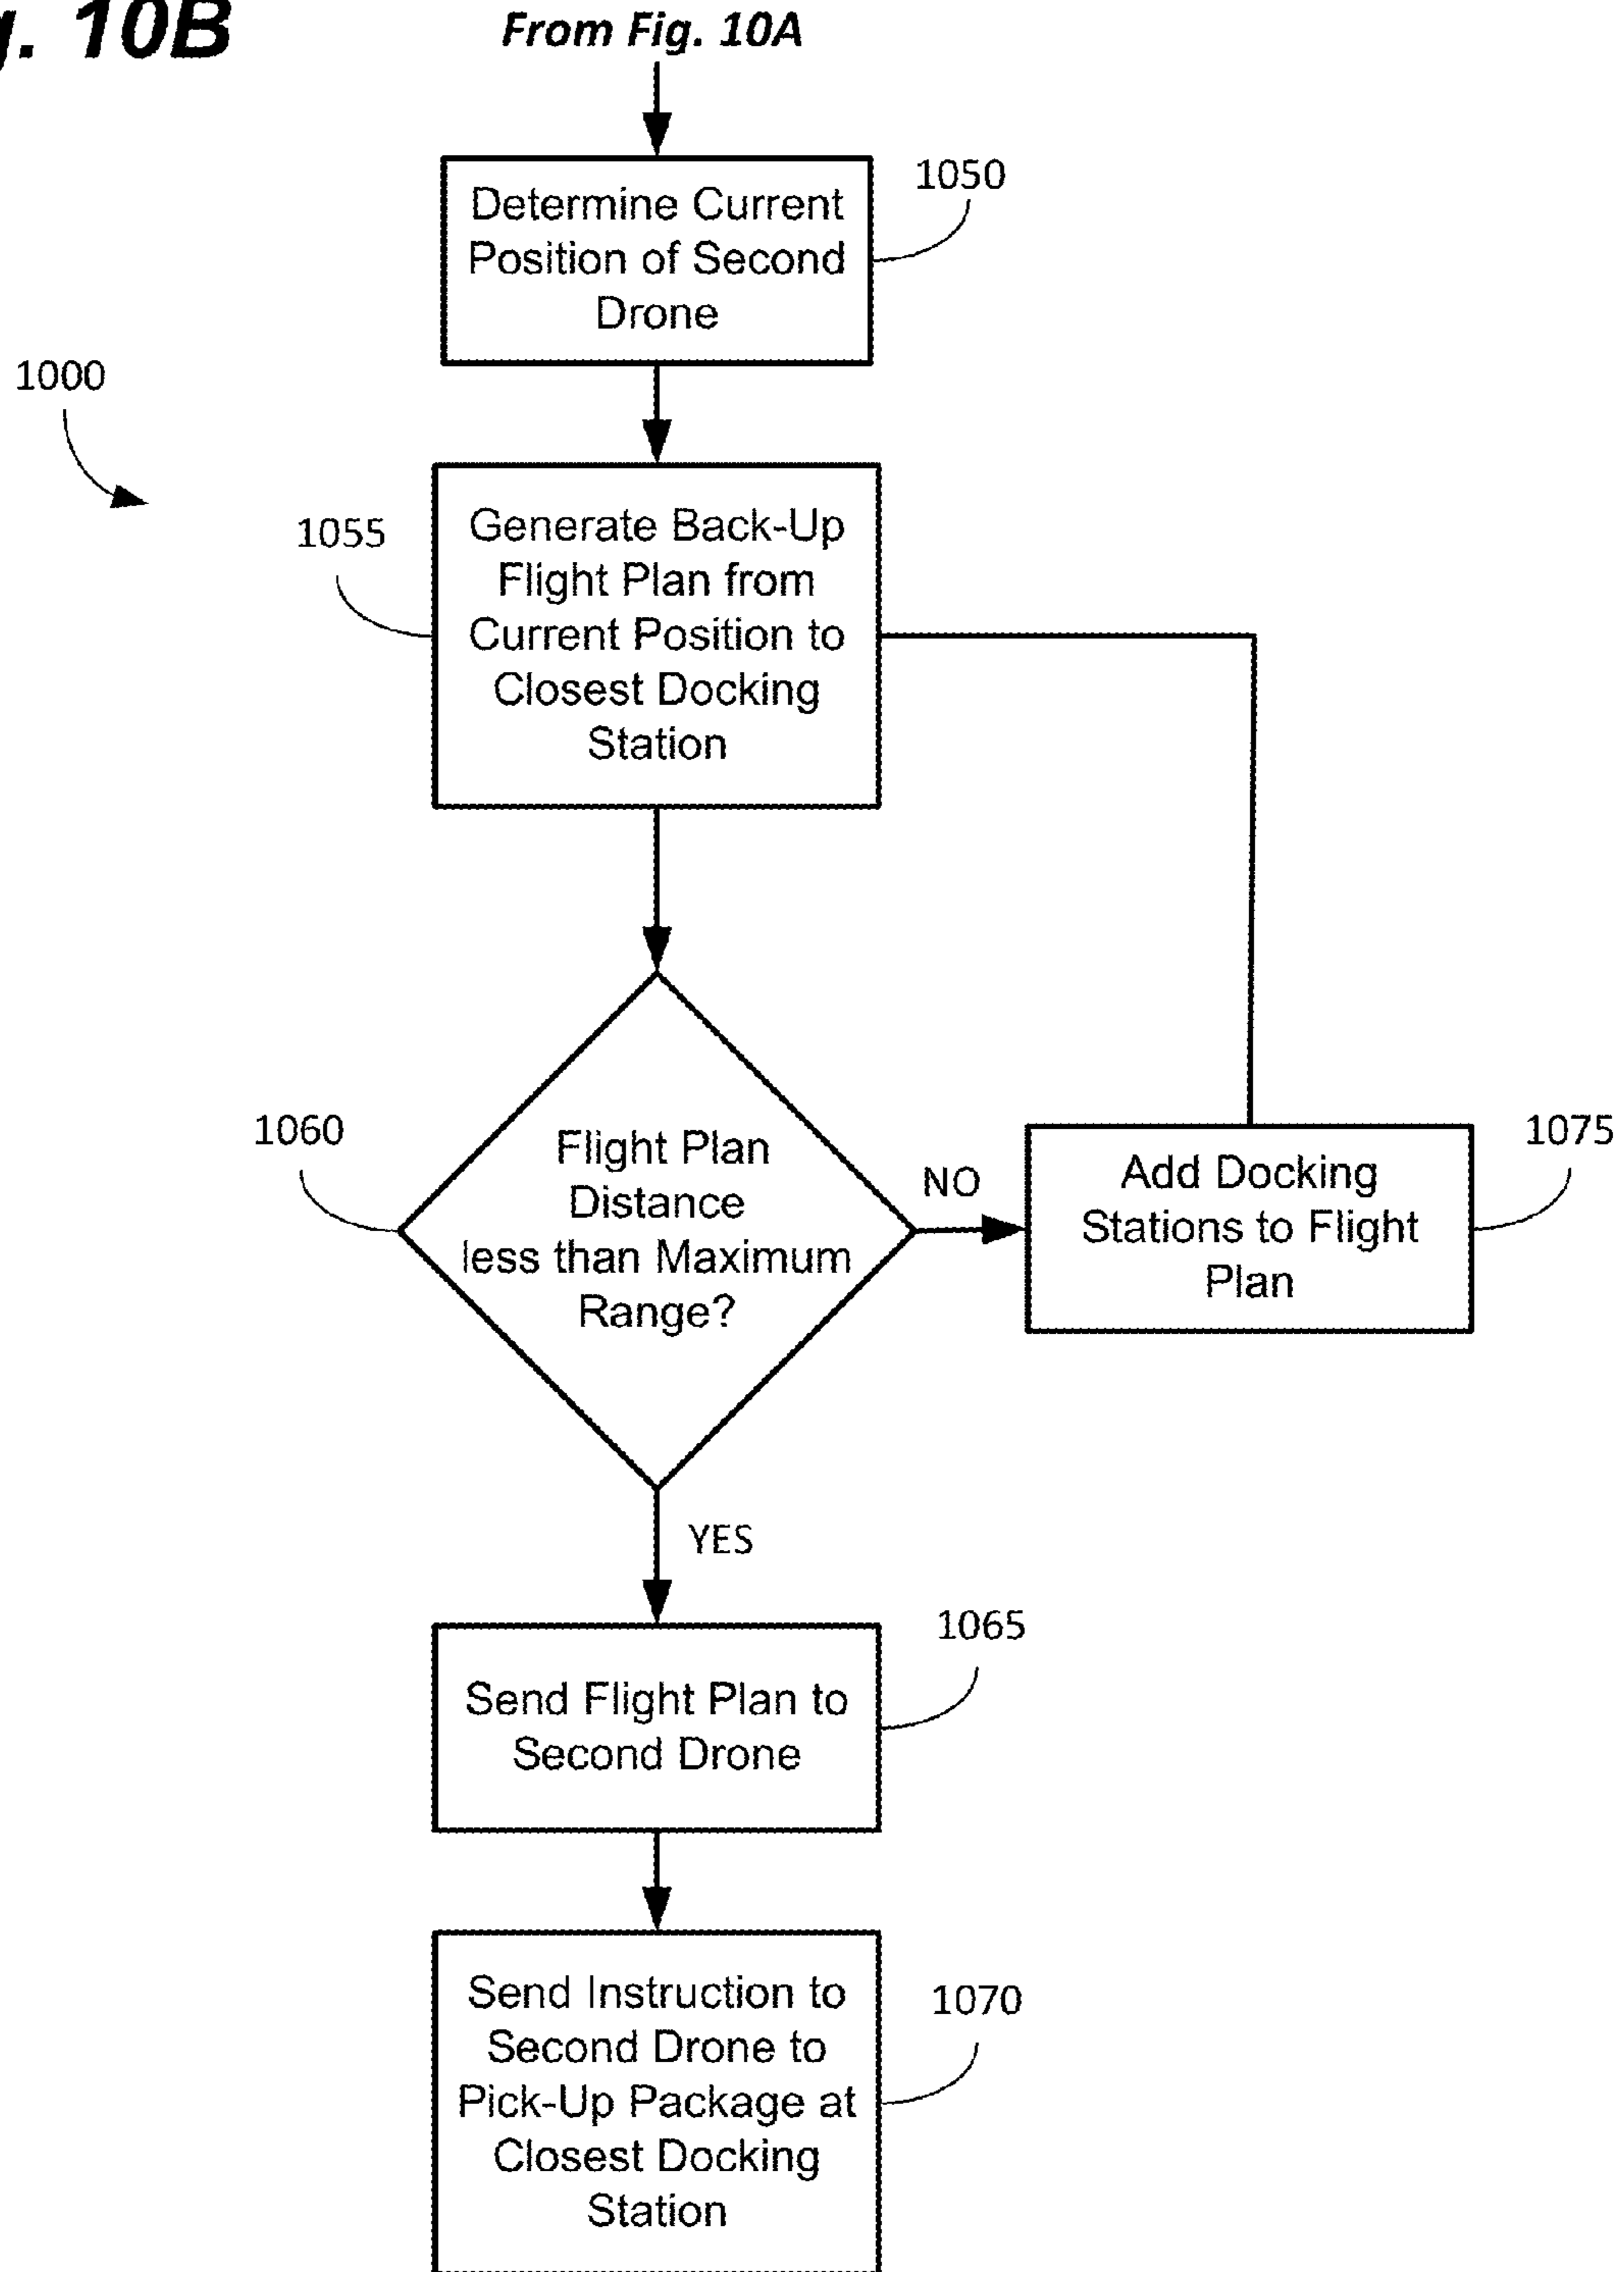 g. 10B
From Fig. 10A
1050
Determine Current
Position of Second
Drone
1000
1055
Generate Back-Up
Flight Plan from
Current Position to
Closest Docking
Station
1060
Flight Plan
Distance
less than Maximum
Range?
NO
1075
Add Docking
Stations to Flight
Plan
YES
1065
Send Flight Plan to
Second Drone
1070
Send Instruction to
Second Drone to
Pick-Up Package at
Closest Docking
Station